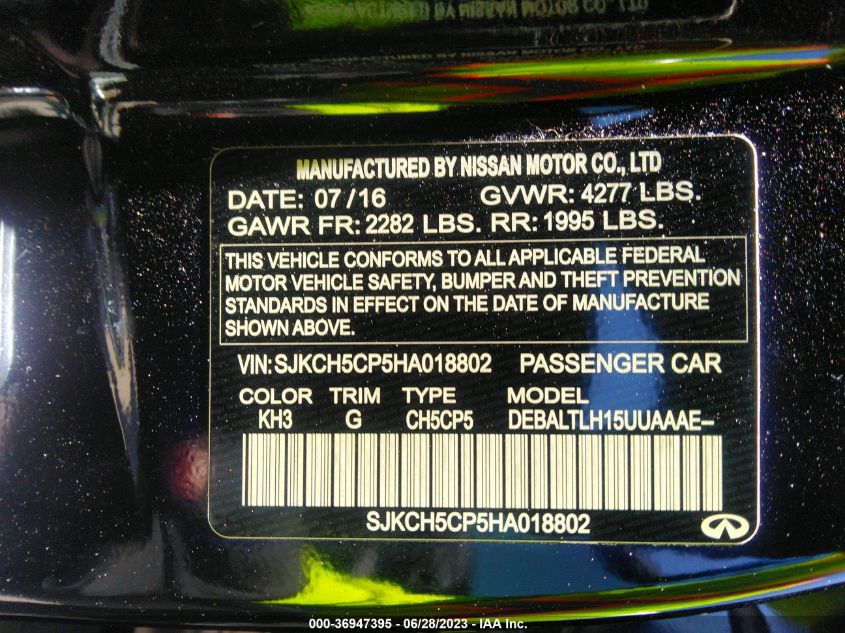 MANUFACTURED BY NISSAN MOTOR CO., LTD
DATE: 07/16 GVWR: 4277 LBS.
GAWR FR: 2282 LBS. RR: 1995 LBS.
THIS VEHICLE CONFORMS TO ALL APPLICABLE FEDERAL
MOTOR VEHICLE SAFETY, BUMPER AND THEFT PREVENTION
STANDARDS IN EFFECT ON THE DATE OF MANUFACTURE
SHOWN ABOVE.
VIN:SJKCH5CP5HA018802 PASSENGER CAR
COLOR TRIM TYPE MODEL
KH3 G CH5CP5 DEBALTLH15UUAAAE-
SJKCH5CP5HA018802
000-36947395 - 06/28/2023 - IAA Inc.